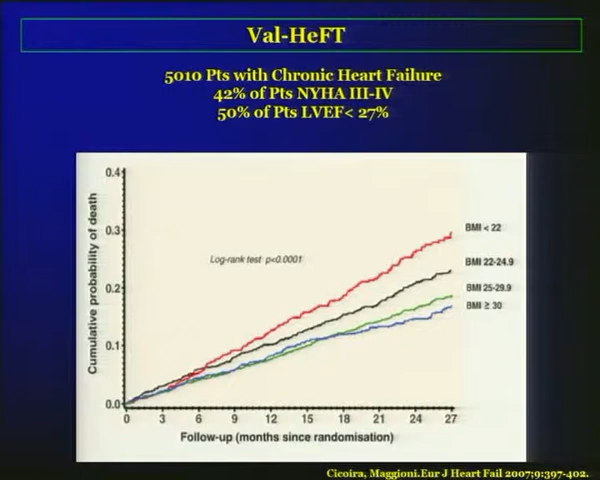 Val-HeFT
5010 Pts with Chronic Heart Failure
42% of Pts NYHA III-IV
50% of Pts LVEF< 27%
0.4
0.3
0.2
0.1
0.0
Cumulative probability of death
Log-rank test p<0.0001
BMI < 22
BMI 22-24.9
BMI 25-29.9
BMI ≥ 30
0 3 6 9 12 15 18 21 24 27
Follow-up (months since randomisation)
Cicoira, Maggioni.Eur J Heart Fail 2007;9:397-402.